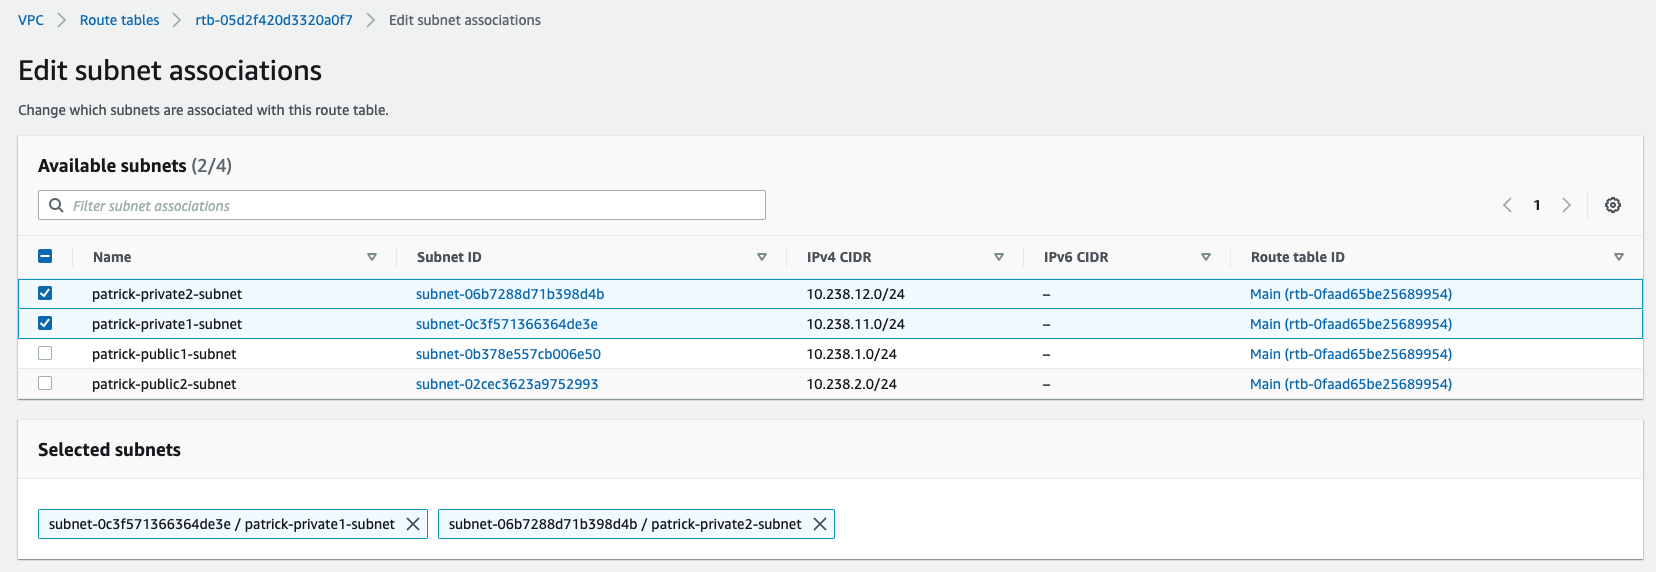 VPC > Route tables > rtb-05d2f420d3320a0f7 > Edit subnet associations
Edit subnet associations
Change which subnets are associated with this route table.
Available subnets (2/4)
Filter subnet associations
1
Name Subnet ID IPv4 CIDR IPv6 CIDR Route table ID
patrick-private2-subnet subnet-06b7288d71b398d4b 10.238.12.0/24 – Main (rtb-0faad65be25689954)
patrick-private1-subnet subnet-0c3f571366364de3e 10.238.11.0/24 – Main (rtb-0faad65be25689954)
patrick-public1-subnet subnet-0b378e557cb006e50 10.238.1.0/24 – Main (rtb-0faad65be25689954)
patrick-public2-subnet subnet-02cec3623a9752993 10.238.2.0/24 – Main (rtb-0faad65be25689954)
Selected subnets
subnet-0c3f571366364de3e / patrick-private1-subnet subnet-06b7288d71b398d4b / patrick-private2-subnet